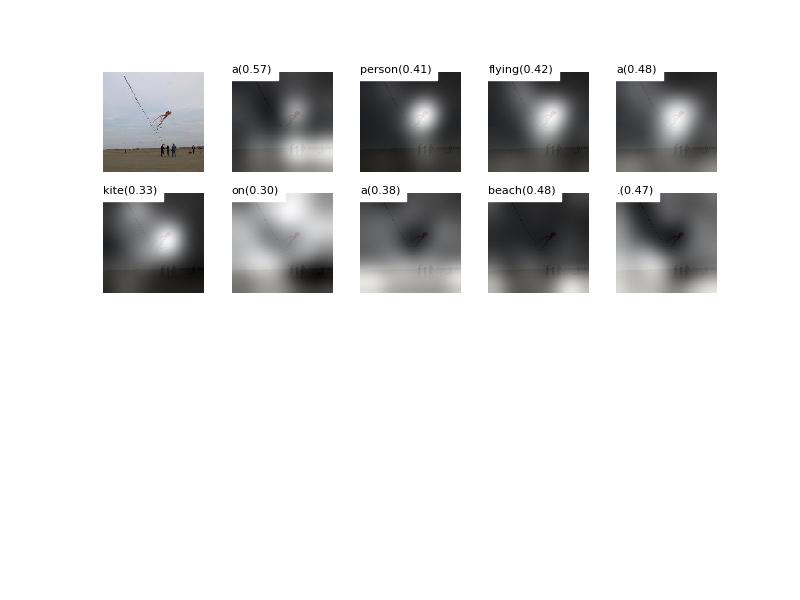 a(0.57) person(0.41) flying(0.42) a(0.48)
kite(0.33) on(0.30) a(0.38) beach(0.48) .(0.47)